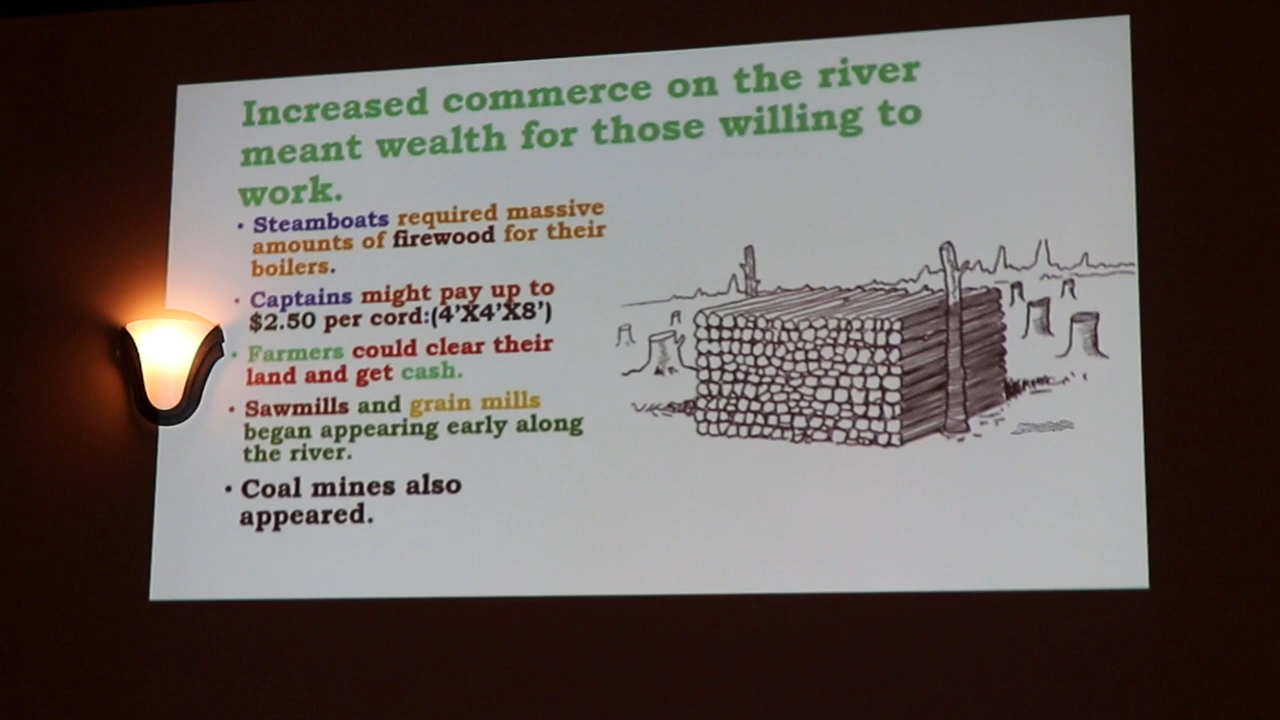 Increased commerce on the river
meant wealth for those willing to
work.
• Steamboats required massive
amounts of firewood for their
boilers.
• Captains might pay up to
$2.50 per cord:(4'X4'X8')
• Farmers could clear their
land and get cash.
• Sawmills and grain mills
began appearing early along
the river.
• Coal mines also
appeared.